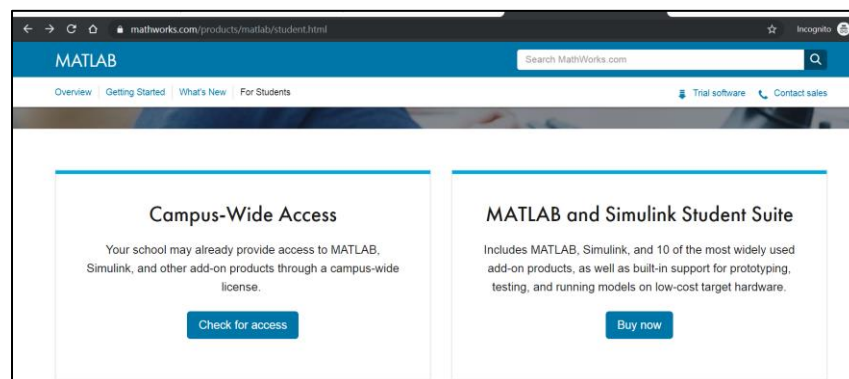 mathworks.com/products/matlab/student.html
Incognito
MATLAB
Search MathWorks.com
Overview Getting Started What's New For Students
Trial software Contact sales
Campus-Wide Access
Your school may already provide access to MATLAB,
Simulink, and other add-on products through a campus-wide
license.
Check for access
MATLAB and Simulink Student Suite
Includes MATLAB, Simulink, and 10 of the most widely used
add-on products, as well as built-in support for prototyping,
testing, and running models on low-cost target hardware.
Buy now